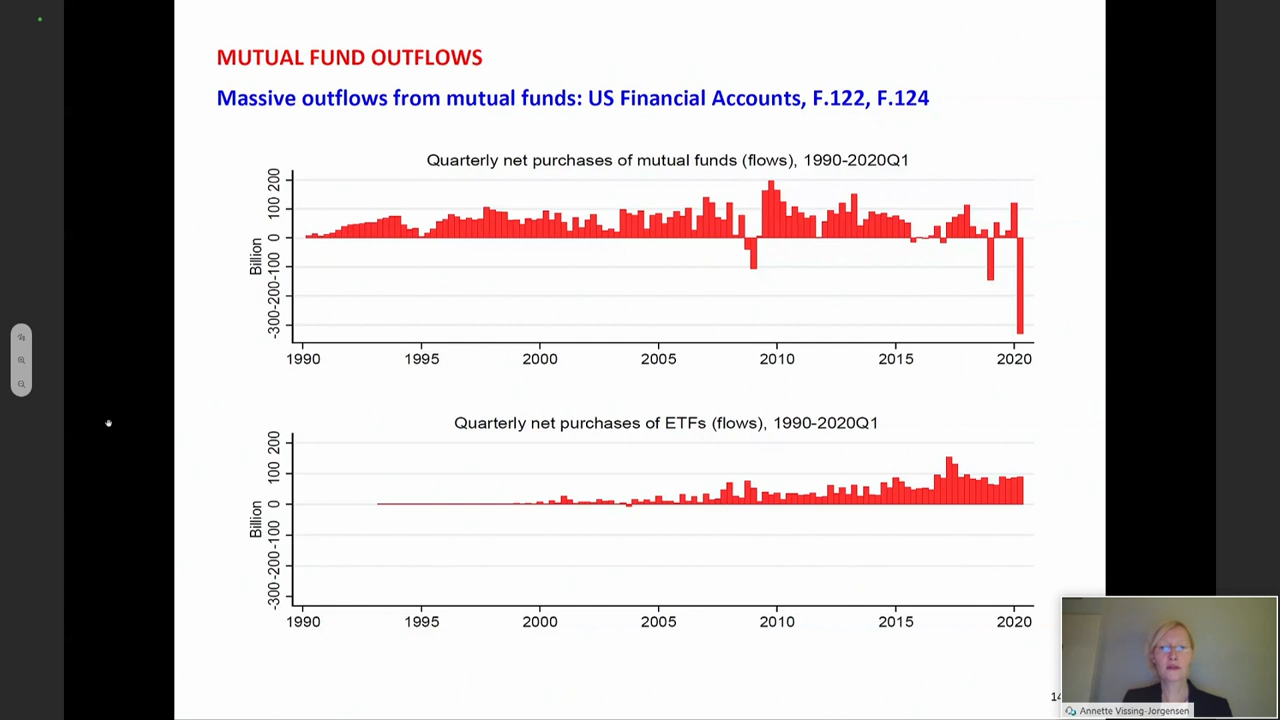 MUTUAL FUND OUTFLOWS
Massive outflows from mutual funds: US Financial Accounts, F.122, F.124
Quarterly net purchases of mutual funds (flows), 1990-2020Q1
Billion
200
100
0
-100
-200
-300
1990 1995 2000 2005 2010 2015 2020
Quarterly net purchases of ETFs (flows), 1990-2020Q1
Billion
200
100
0
-100
-200
-300
1990 1995 2000 2005 2010 2015 2020
14
Annette Vissing-Jorgensen